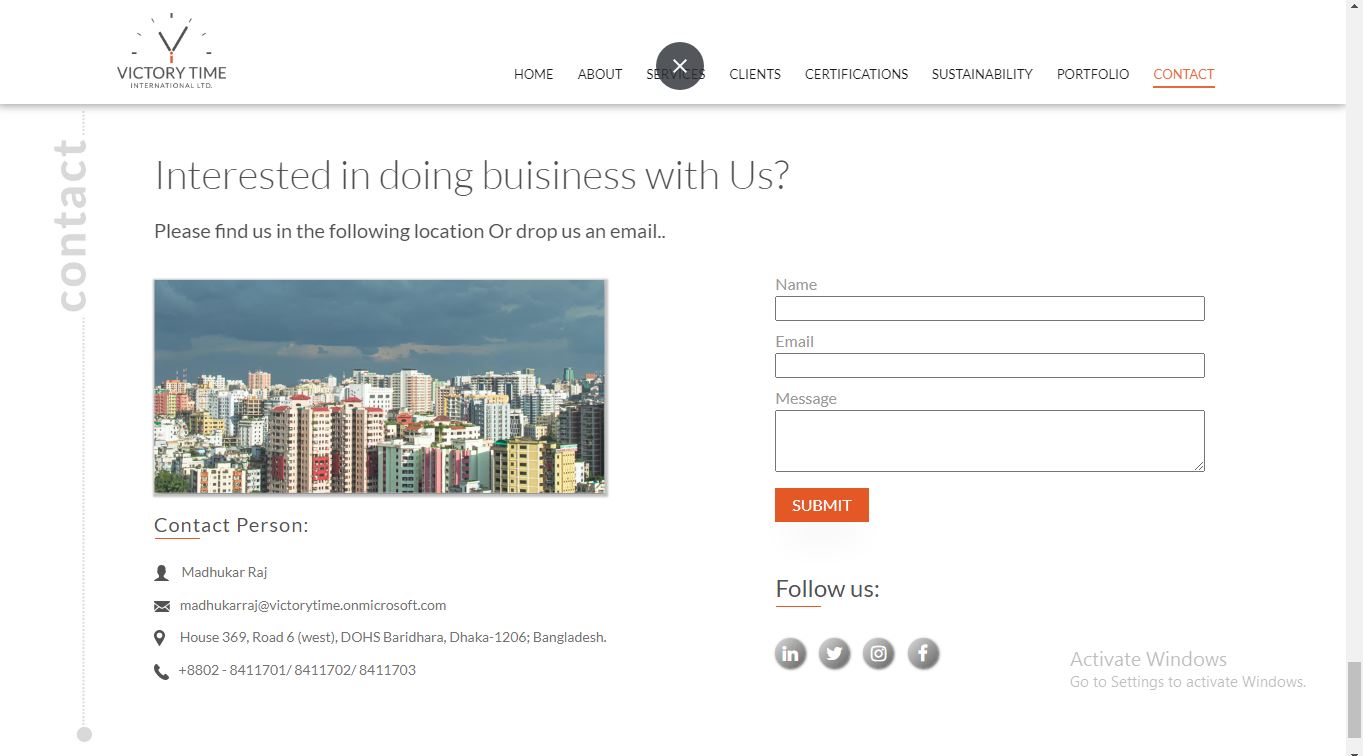 VICTORY TIME
INTERNATIONAL LTD.
HOME ABOUT SERVICES CLIENTS CERTIFICATIONS SUSTAINABILITY PORTFOLIO CONTACT
contact
Interested in doing buisiness with Us?
Please find us in the following location Or drop us an email..
Name
Email
Message
SUBMIT
Contact Person:
Madhukar Raj
madhukarraj@victorytime.onmicrosoft.com
House 369, Road 6 (west), DOHS Baridhara, Dhaka-1206; Bangladesh.
+8802 - 8411701/ 8411702/ 8411703
Follow us:
Activate Windows
Go to Settings to activate Windows.